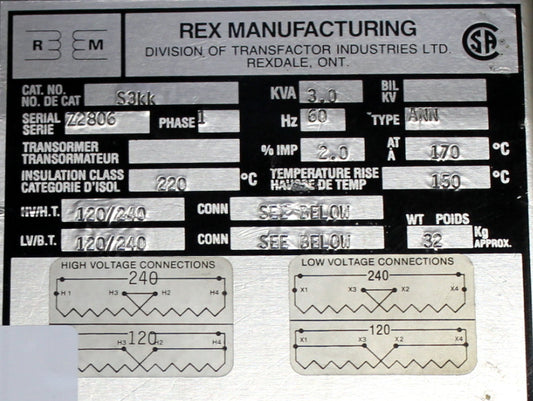 R M
REX MANUFACTURING
DIVISION OF TRANSFACTOR INDUSTRIES LTD.
REXDALE, ONT.
CSA
CAT. NO.
NO. DE CAT S3kk KVA 3.0 BIL KV
SERIAL
SERIE Z2806 PHASE 1 Hz 60 TYPE ANN
TRANSORMER
TRANSORMATEUR % IMP 2.0 AT A 170 °C
INSULATION CLASS
CATEGORIE D'ISOL 220 °C TEMPERATURE RISE
HAUSSE DE TEMP 150 °C
HV/H.T. 120/240 CONN SEE BELOW
LV/B.T. 120/240 CONN SEE BELOW WT POIDS 32 Kg APPROX.
HIGH VOLTAGE CONNECTIONS
240
H1 H3 H2 H4
120
H3 H2 H4
LOW VOLTAGE CONNECTIONS
240
X1 X3 X2 X4
120
X1 X3 X2 X4